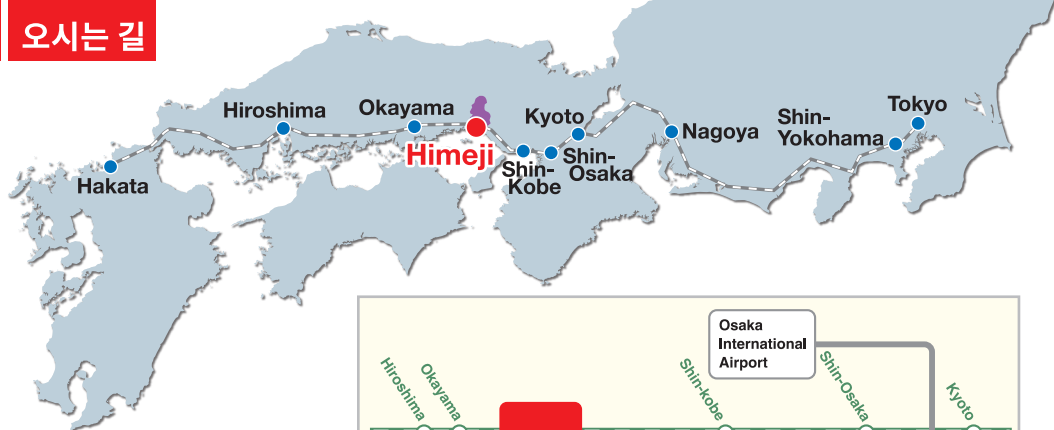 오시는 길
Hakata
Hiroshima
Okayama
Himeji
Shin-
Kobe
Shin-
Osaka
Kyoto
Nagoya
Shin-
Yokohama
Tokyo
Osaka
International
Airport
Hiroshima
Okayama
Shin-kobe
Shin-Osaka
Kyoto